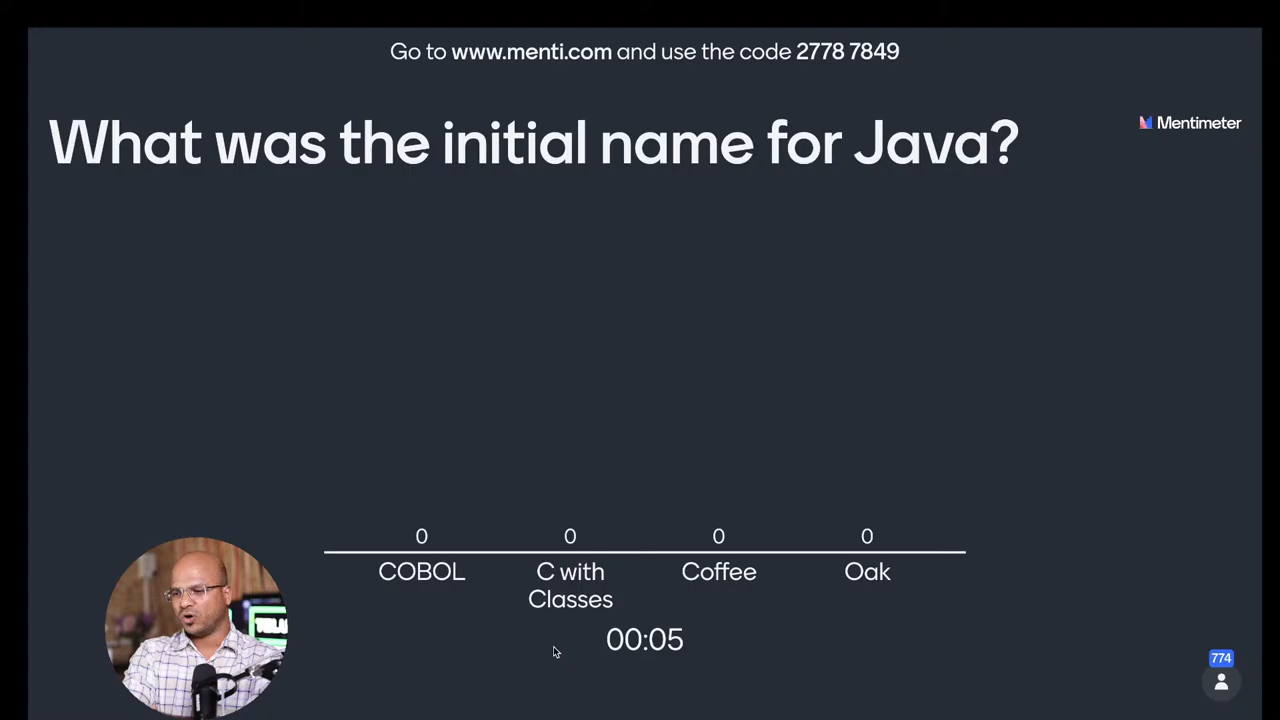 Go to www.menti.com and use the code 2778 7849
What was the initial name for Java?
Mentimeter
0 0 0 0
COBOL C with Classes Coffee Oak
00:05
774